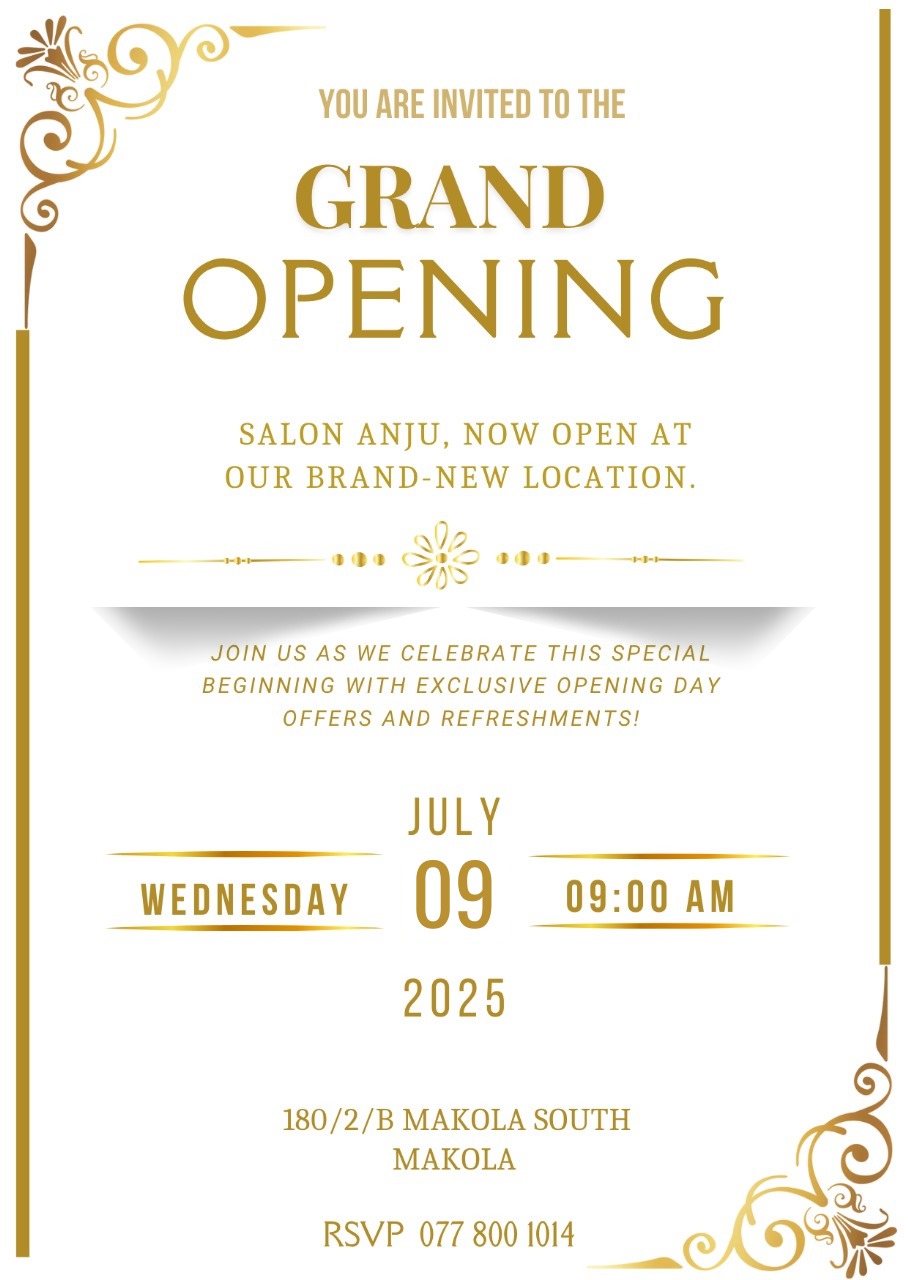 YOU ARE INVITED TO THE
GRAND
OPENING
SALON ANJU, NOW OPEN AT
OUR BRAND-NEW LOCATION.
JOIN US AS WE CELEBRATE THIS SPECIAL
BEGINNING WITH EXCLUSIVE OPENING DAY
OFFERS AND REFRESHMENTS!
JULY
WEDNESDAY 09 09:00 AM
2025
180/2/B MAKOLA SOUTH
MAKOLA
RSVP 077 800 1014